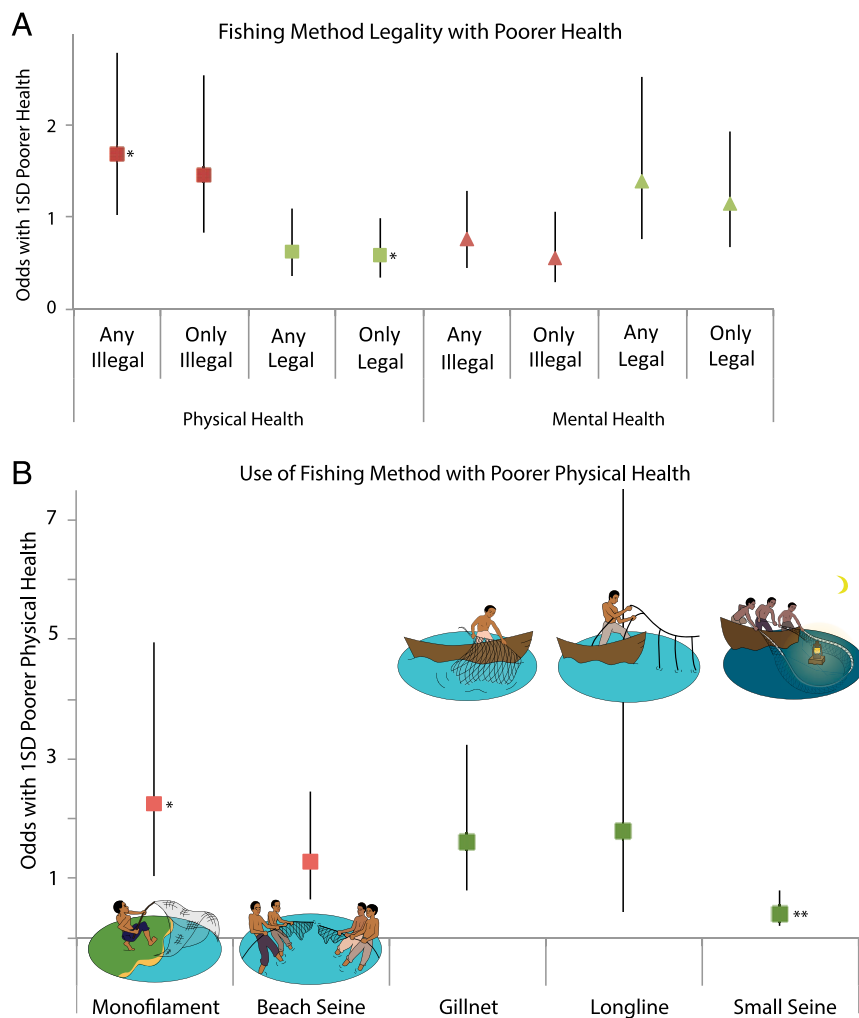 A
Fishing Method Legality with Poorer Health
Odds with 1SD Poorer Health
2
1
0
*
*
Any Illegal
Only Illegal
Any Legal
Only Legal
Any Illegal
Only Illegal
Any Legal
Only Legal
Physical Health
Mental Health
B
Use of Fishing Method with Poorer Physical Health
Odds with 1SD Poorer Physical Health
7
5
3
1
*
**
Monofilament
Beach Seine
Gillnet
Longline
Small Seine